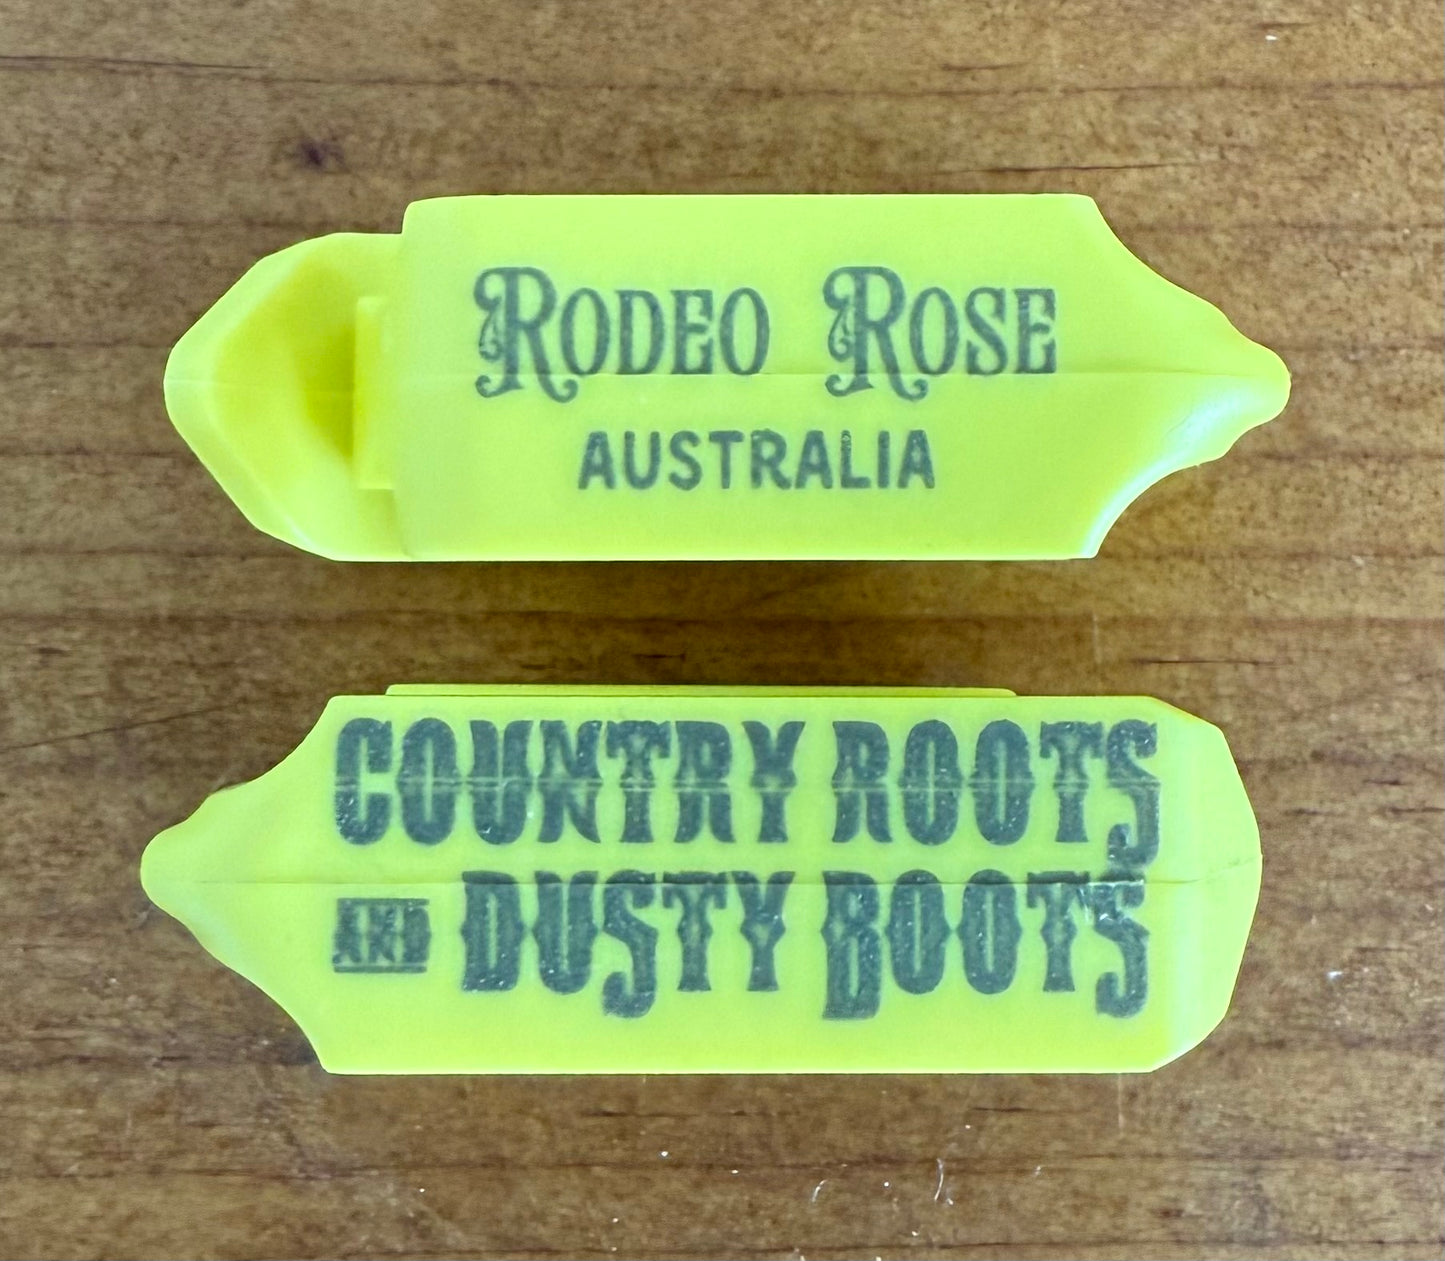 RODEO ROSE
AUSTRALIA
COUNTRY ROOTS
AND DUSTY BOOTS